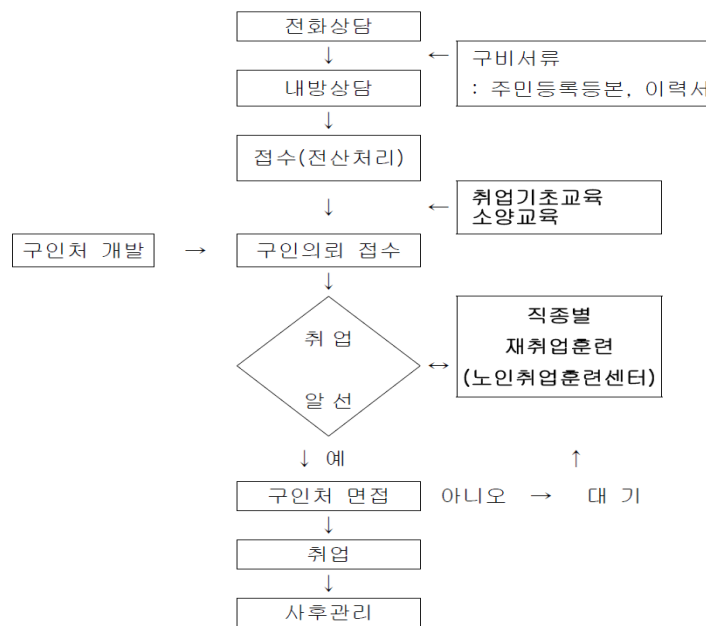 전화상담
↓
← 구비서류
내방상담
: 주민등록등본, 이력서
↓
접수(전산처리)
↓
← 취업기초교육
소양교육
구인처 개발 → 구인의뢰 접수
↓
취 업
알 선
↔
직종별
재취업훈련
(노인취업훈련센터)
↓ 예
↑
구인처 면접 아니오 → 대 기
↓
취업
↓
사후관리